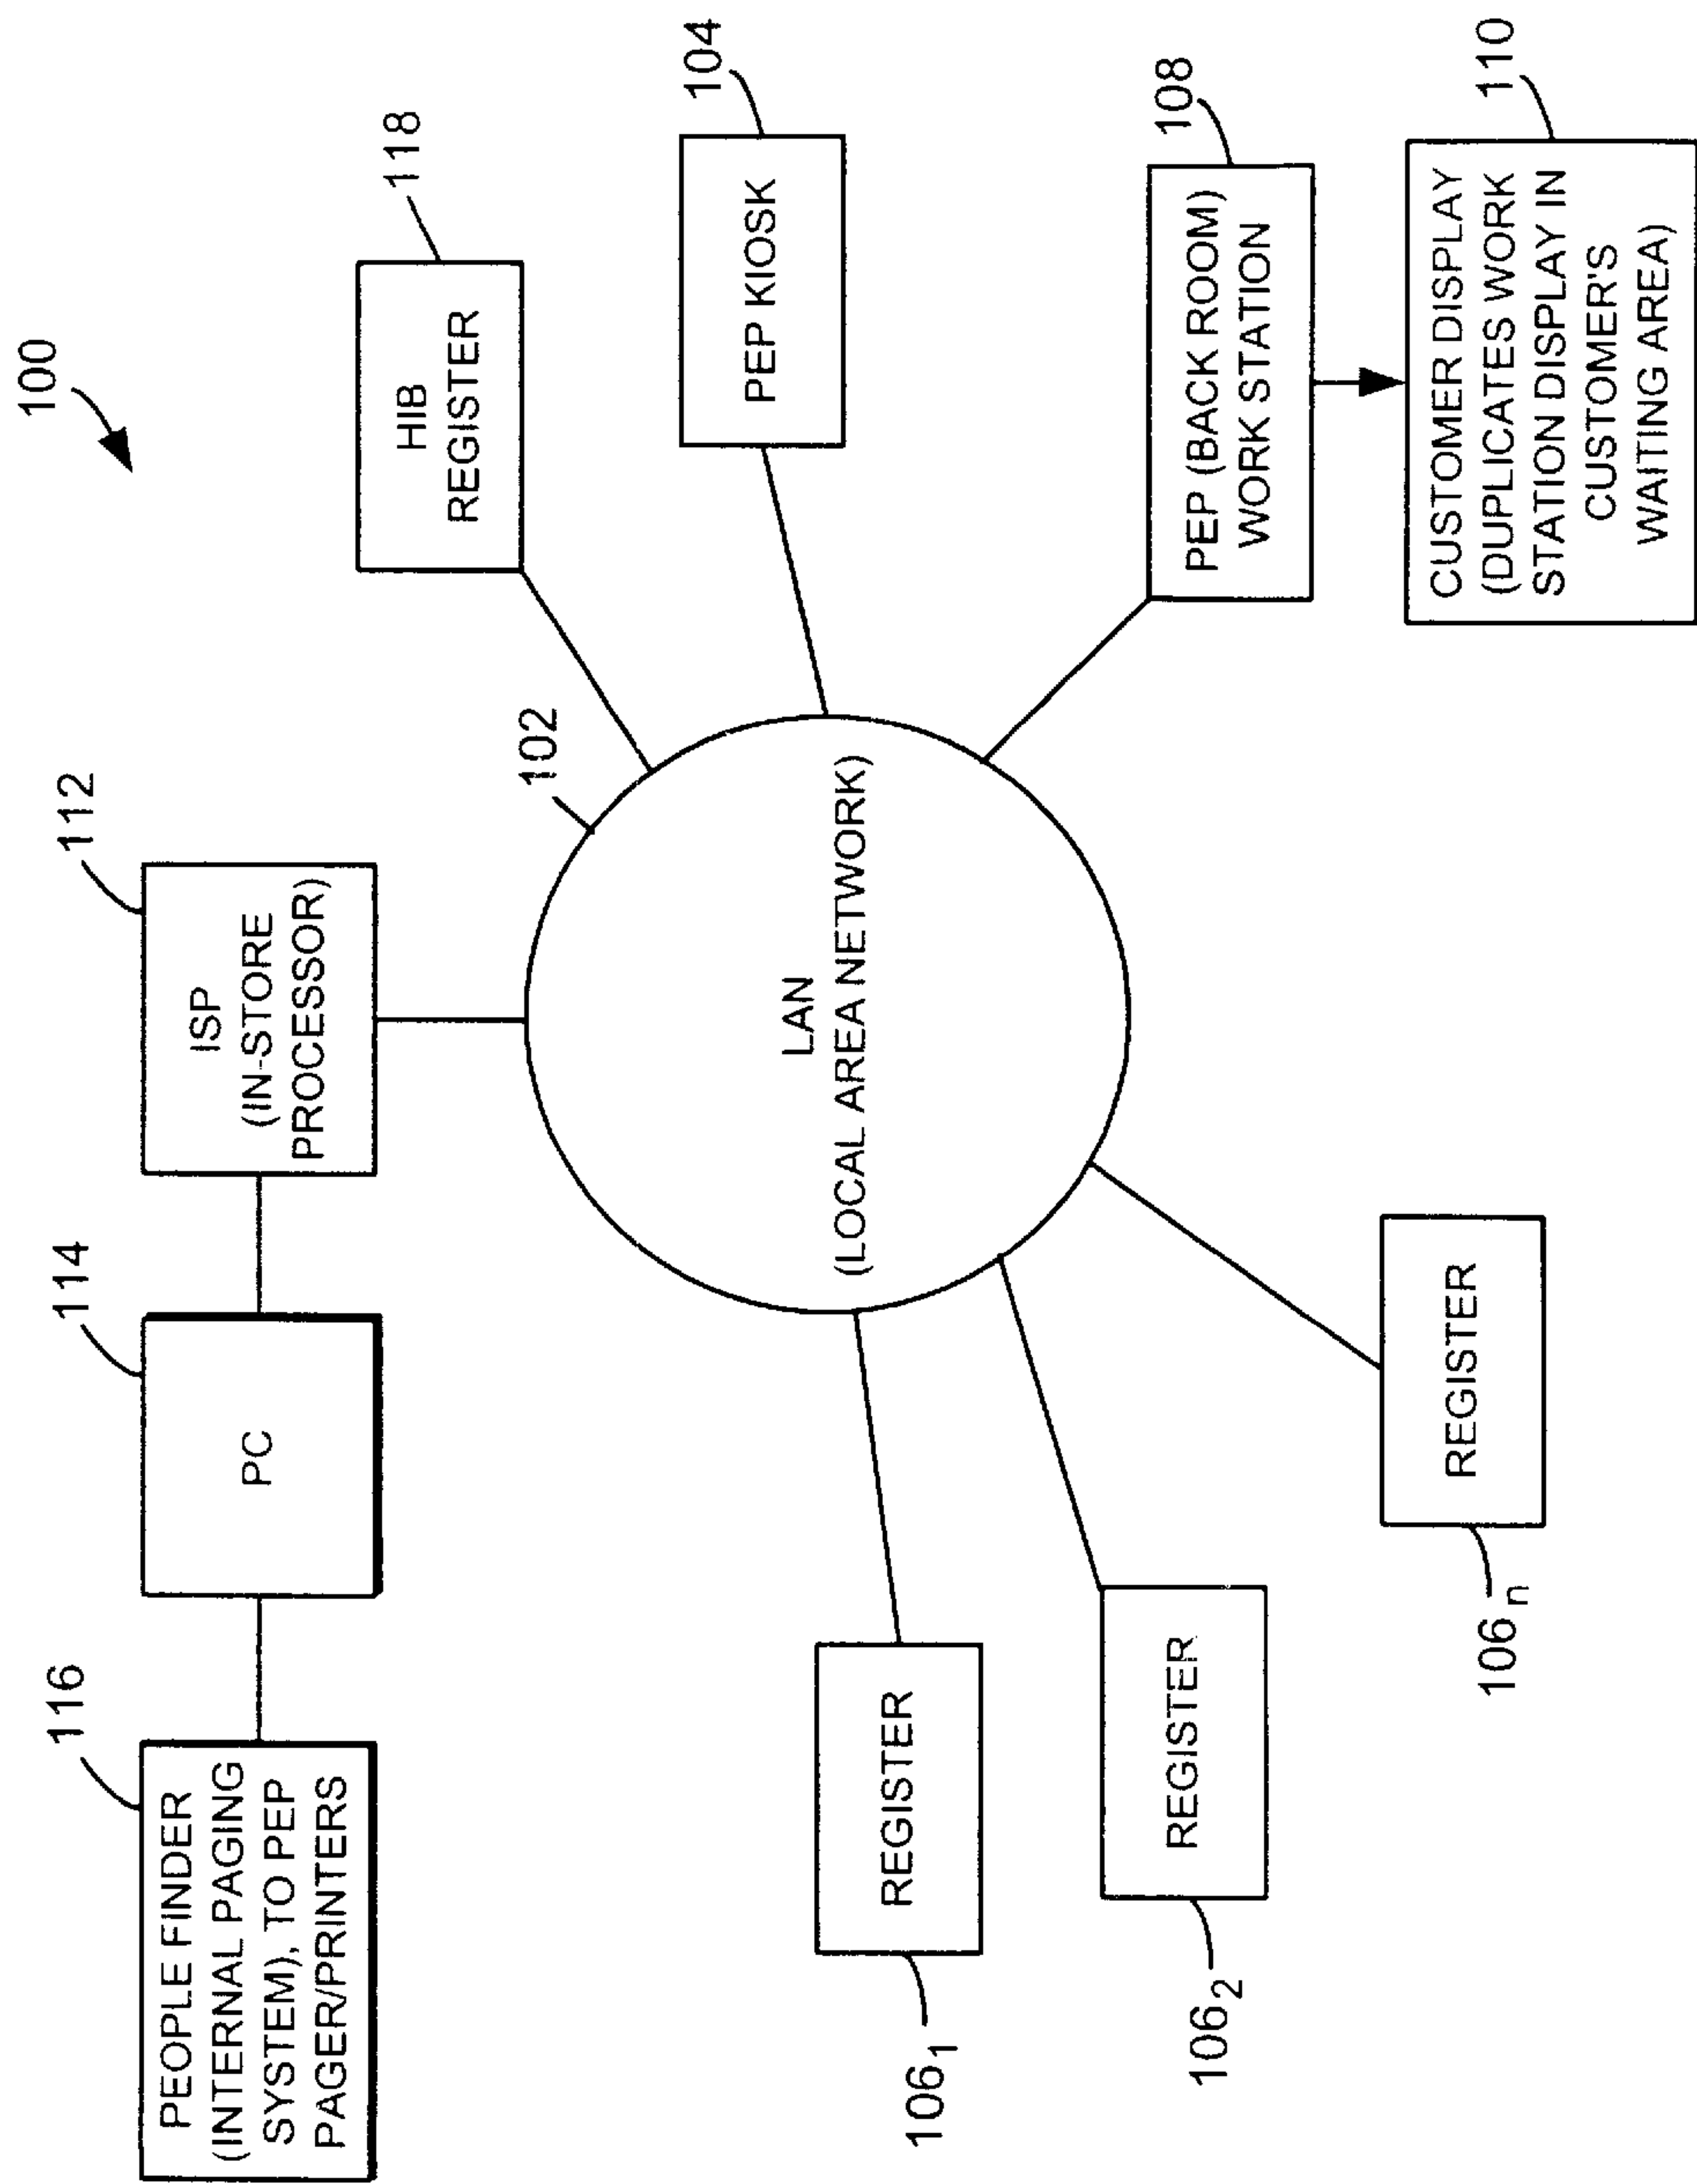 100
116
PEOPLE FINDER
(INTERNAL PAGING
SYSTEM), TO PEP
PAGER/PRINTERS
114
PC
112
ISP
(IN-STORE
PROCESSOR)
102
LAN
(LOCAL AREA NETWORK)
118
HIB
REGISTER
104
PEP KIOSK
108
PEP (BACK ROOM)
WORK STATION
110
CUSTOMER DISPLAY
(DUPLICATES WORK
STATION DISPLAY IN
CUSTOMER'S
WAITING AREA)
REGISTER
106₁
REGISTER
106₂
REGISTER
106ₙ